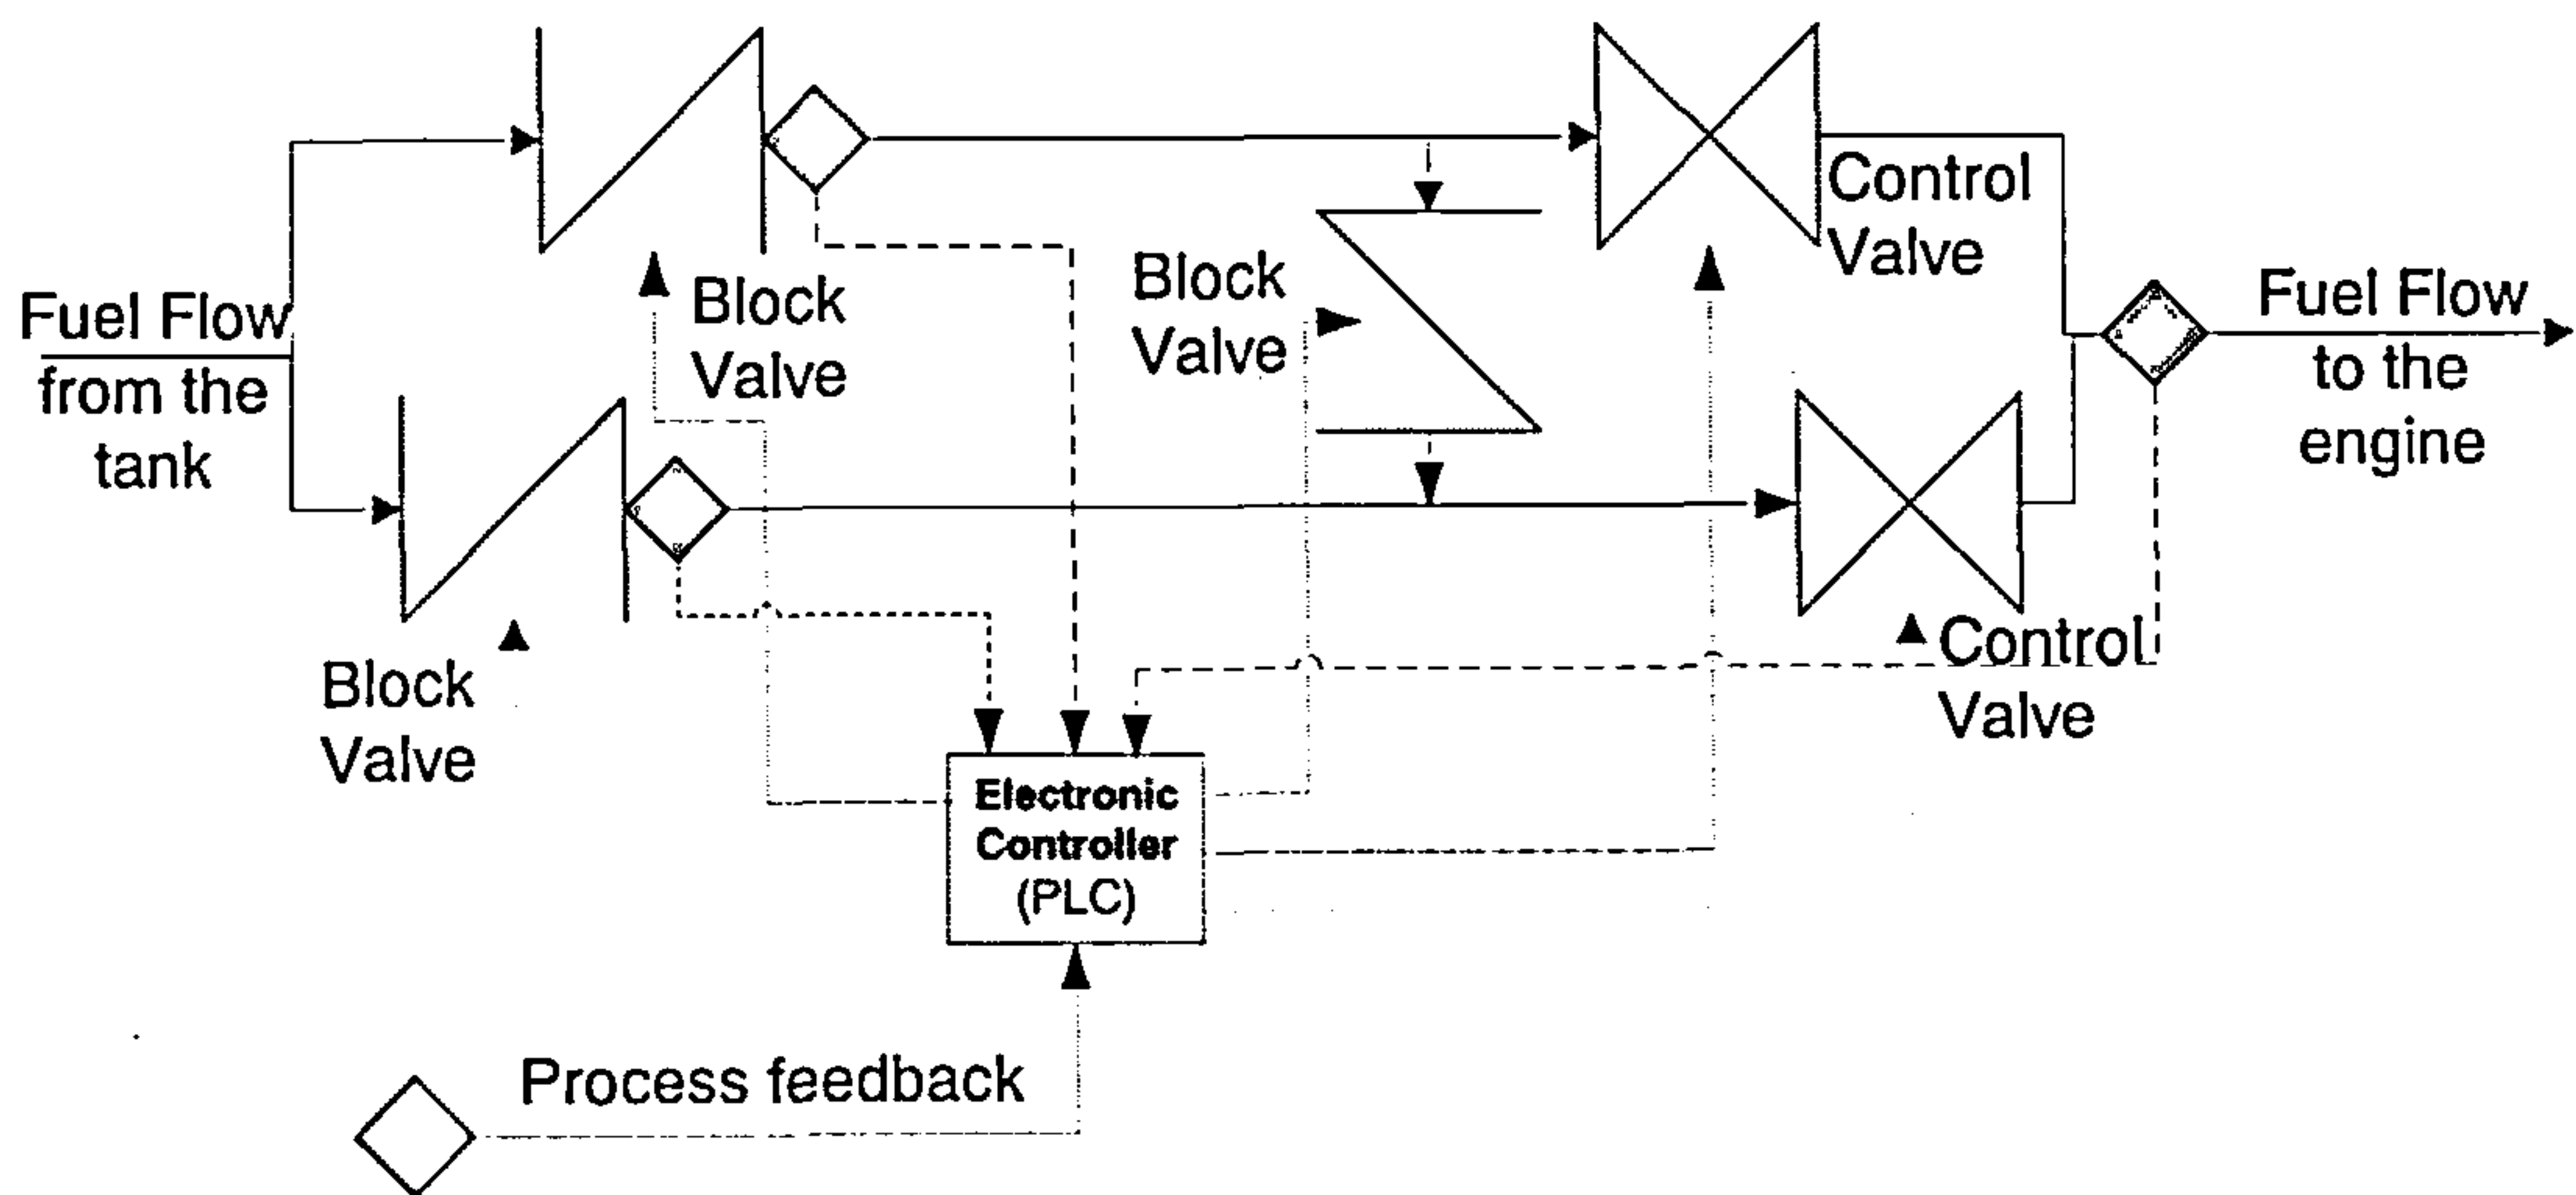 Fuel Flow
from the
tank
Block
Valve
Block
Valve
Block
Valve
Control
Valve
Control
Valve
Fuel Flow
to the
engine
Electronic
Controller
(PLC)
Process feedback